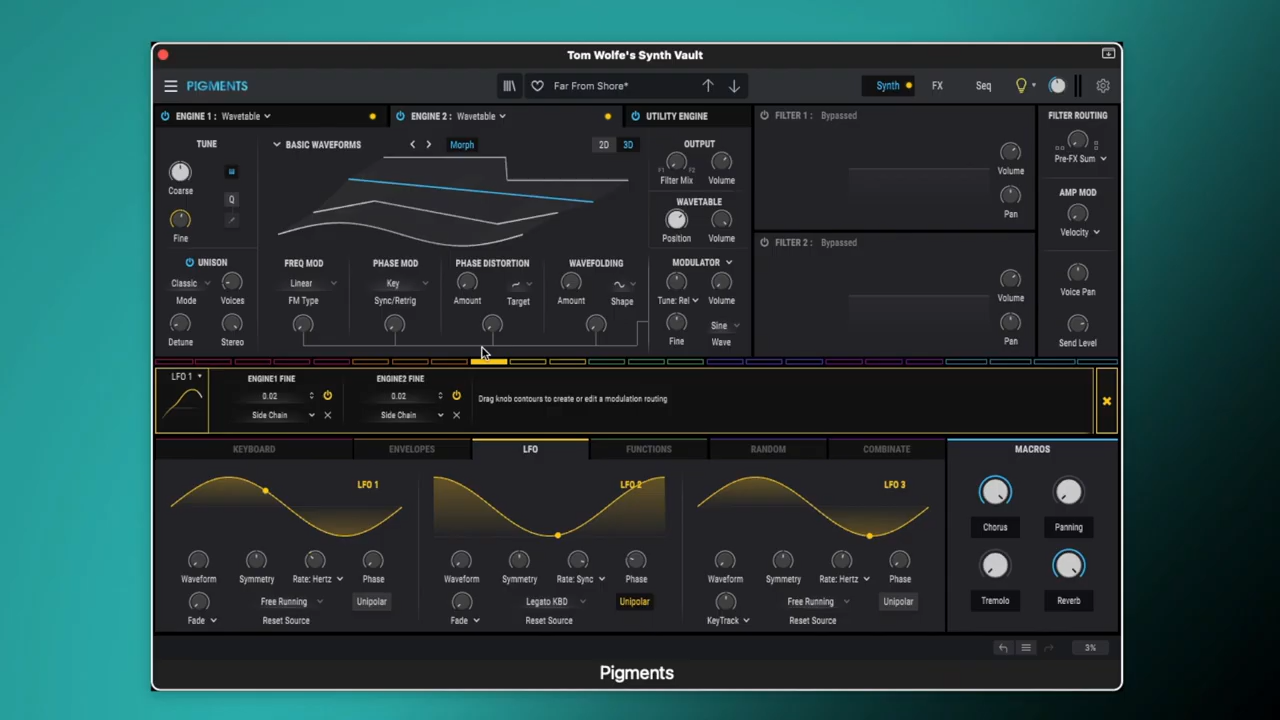 Tom Wolfe's Synth Vault
PIGMENTS
Far From Shore*
Synth
FX
Seq
ENGINE 1: Wavetable
ENGINE 2: Wavetable
UTILITY ENGINE
FILTER 1: Bypassed
FILTER ROUTING
TUNE
BASIC WAVEFORMS
Morph
2D
3D
OUTPUT
Pre-FX Sum
Volume
F1
F2
Coarse
Filter Mix
Volume
Q
WAVETABLE
AMP MOD
Pan
Velocity
Fine
Position
Volume
FILTER 2: Bypassed
UNISON
FREQ MOD
PHASE MOD
PHASE DISTORTION
WAVEFOLDING
MODULATOR
Classic
Linear
Key
Mode
Voices
FM Type
Sync/Retrig
Amount
Target
Amount
Shape
Tune: Rel
Volume
Volume
Voice Pan
Sine
Detune
Stereo
Fine
Wave
Pan
Send Level
LFO 1
ENGINE1 FINE
ENGINE2 FINE
0.02
0.02
Drag knob contours to create or edit a modulation routing
Side Chain
Side Chain
KEYBOARD
ENVELOPES
LFO
FUNCTIONS
RANDOM
COMBINATE
MACROS
LFO 1
LFO 2
LFO 3
Chorus
Panning
Waveform
Symmetry
Rate: Hertz
Phase
Waveform
Symmetry
Rate: Sync
Phase
Waveform
Symmetry
Rate: Hertz
Phase
Free Running
Unipolar
Legato KBD
Unipolar
Free Running
Unipolar
Tremolo
Reverb
Fade
Reset Source
Fade
Reset Source
KeyTrack
Reset Source
3%
Pigments